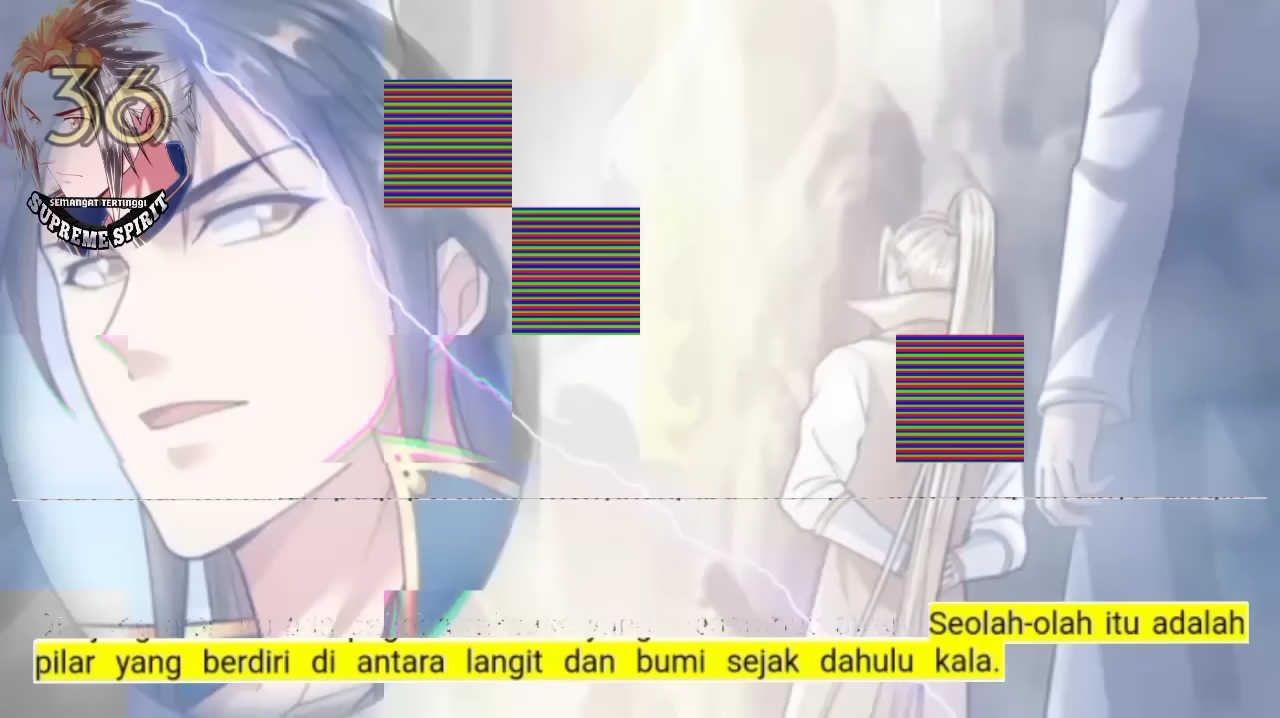 36
SEMANGAT TERTINGGI
SUPREME SPIRIT
Seolah-olah itu adalah
pilar yang berdiri di antara langit dan bumi sejak dahulu kala.